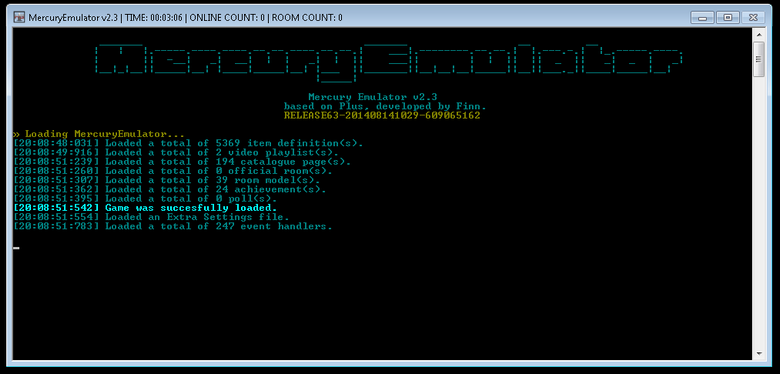 MercuryEmulator v2.3 | TIME: 00:03:06 | ONLINE COUNT: 0 | ROOM COUNT: 0
Mercury Emulator
Mercury Emulator v2.3
based on Plus, developed by Finn.
RELEASE63-201408141029-609065162
» Loading MercuryEmulator...
[20:08:48:031] Loaded a total of 5369 item definition(s).
[20:08:49:916] Loaded a total of 2 video playlist(s).
[20:08:51:239] Loaded a total of 194 catalogue page(s).
[20:08:51:260] Loaded a total of 0 official room(s).
[20:08:51:307] Loaded a total of 39 room model(s).
[20:08:51:362] Loaded a total of 24 achievement(s).
[20:08:51:395] Loaded a total of 0 poll(s).
[20:08:51:542] Game was succesfully loaded.
[20:08:51:554] Loaded an Extra Settings file.
[20:08:51:783] Loaded a total of 247 event handlers.